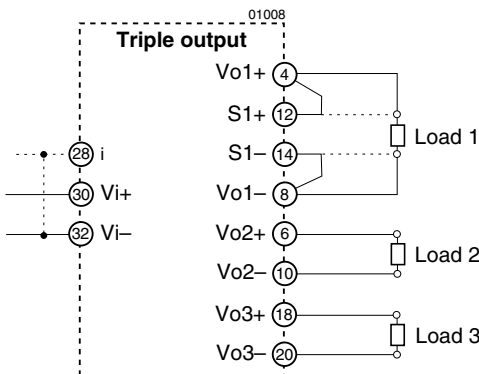 01008
Triple output
Vo1+ 4
S1+ 12
Load 1
28 i
S1– 14
30 Vi+
Vo1– 8
32 Vi–
Vo2+ 6
Load 2
Vo2– 10
Vo3+ 18
Load 3
Vo3– 20